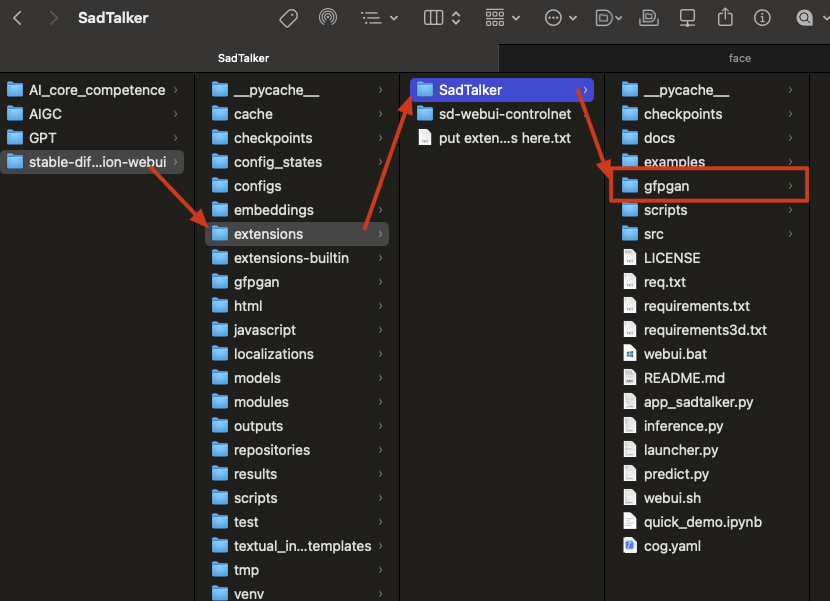 SadTalker
SadTalker
face
AI_core_competence
AIGC
GPT
stable-dif...ion-webui
__pycache__
cache
checkpoints
config_states
configs
embeddings
extensions
extensions-builtin
gfpgan
html
javascript
localizations
models
modules
outputs
repositories
results
scripts
test
textual_in...templates
tmp
venv
SadTalker
sd-webui-controlnet
put exten...s here.txt
__pycache__
checkpoints
docs
examples
gfpgan
scripts
src
LICENSE
req.txt
requirements.txt
requirements3d.txt
webui.bat
README.md
app_sadtalker.py
inference.py
launcher.py
predict.py
webui.sh
quick_demo.ipynb
cog.yaml